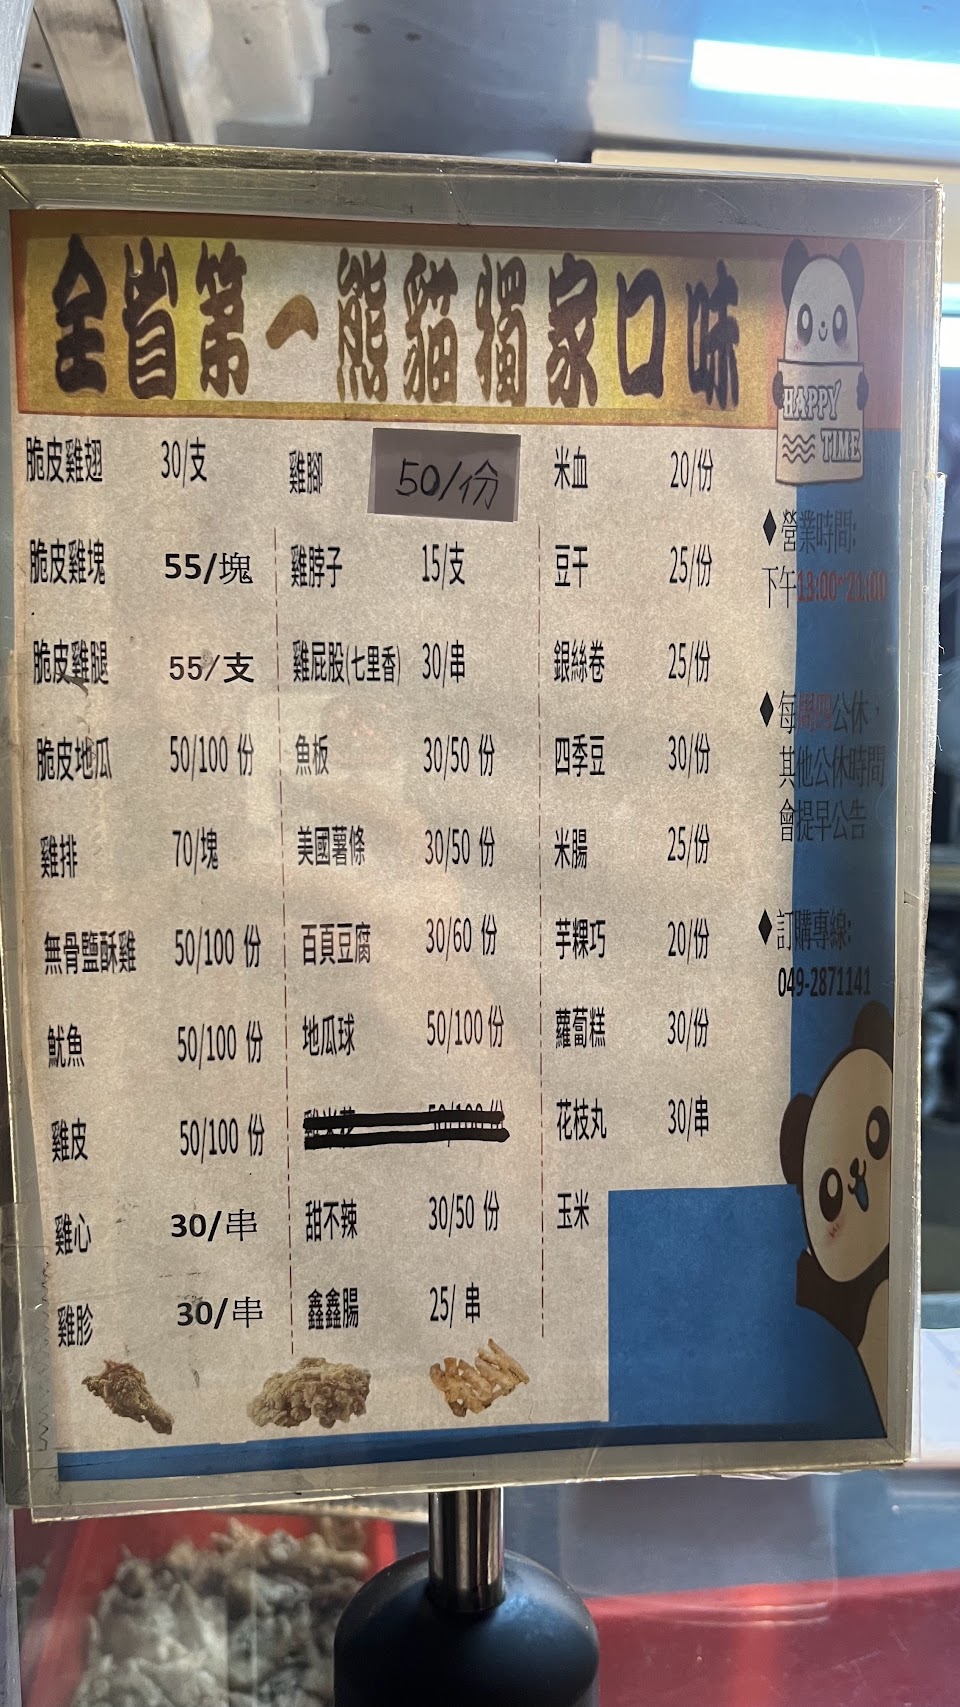 全省第一熊貓獨家口味
HAPPY
TIME
脆皮雞翅 30/支
脆皮雞塊 55/塊
脆皮雞腿 55/支
脆皮地瓜 50/100 份
雞排 70/塊
無骨鹽酥雞 50/100 份
魷魚 50/100 份
雞皮 50/100 份
雞心 30/串
雞胗 30/串
雞腳 50/份
雞脖子 15/支
雞屁股(七里香) 30/串
魚板 30/50 份
美國薯條 30/50 份
百頁豆腐 30/60 份
地瓜球 50/100份
50/100 份
甜不辣 30/50 份
鑫鑫腸 25/ 串
米血 20/份
豆干 25/份
銀絲卷 25/份
四季豆 30/份
米腸 25/份
芋粿巧 20/份
蘿蔔糕 30/份
花枝丸 30/串
玉米
◆營業時間:
下午13:00~21:00
◆每周四公休，
其他公休時間
會提早公告
◆訂購專線:
049-2871141